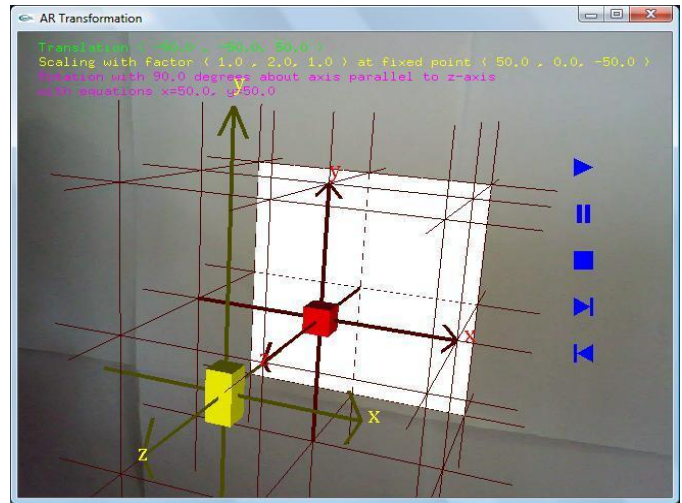 AR Transformation
Translation ( -50.0 , -50.0, 50.0 )
Scaling with factor ( 1.0 , 2.0, 1.0 ) at fixed point ( 50.0 , 0.0, -50.0 )
Rotation with 90.0 degrees about axis parallel to z-axis
with equations x=50.0, y=50.0
y
y
x
z
x
z